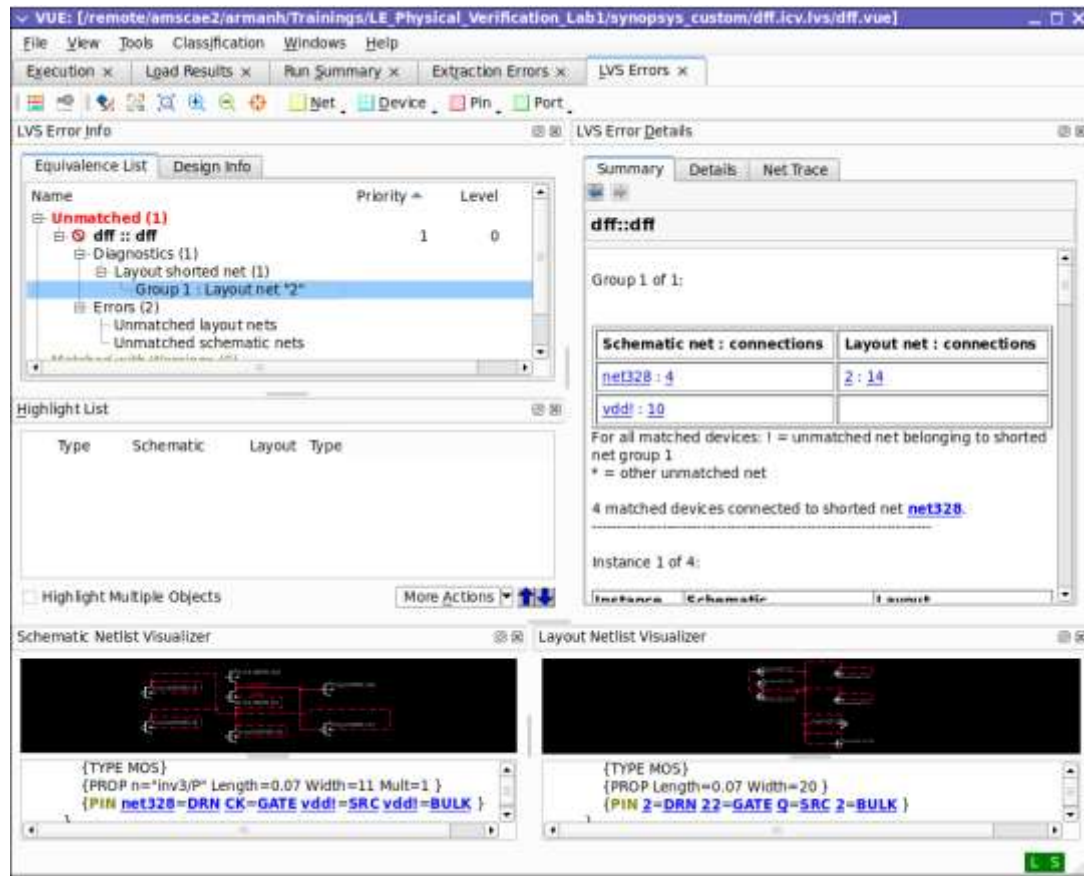 VUE: [/remote/amscae2/armanh/Trainings/LE_Physical_Verification_Lab1/synopsys_custom/dff.icv.lvs/dff.vue]
File View Tools Classification Windows Help
Execution Load Results Run Summary Extraction Errors LVS Errors
Net Device Pin Port
LVS Error Info
Equivalence List Design Info
Name Priority Level
Unmatched (1)
dff :: dff 1 0
Diagnostics (1)
Layout shorted net (1)
Group 1 : Layout net "2"
Errors (2)
Unmatched layout nets
Unmatched schematic nets
Highlight List
Type Schematic Layout Type
Highlight Multiple Objects More Actions
LVS Error Details
Summary Details Net Trace
dff::dff
Group 1 of 1:
Schematic net : connections Layout net : connections
net328 : 4 2 : 14
vdd! : 10
For all matched devices: ! = unmatched net belonging to shorted
net group 1
* = other unmatched net
4 matched devices connected to shorted net net328.
Instance 1 of 4:
Instance Schematic Layout
Schematic Netlist Visualizer
{TYPE MOS}
{PROP n="inv3/P" Length=0.07 Width=11 Mult=1 }
{PIN net328=DRN CK=GATE vdd!=SRC vdd!=BULK }
Layout Netlist Visualizer
{TYPE MOS}
{PROP Length=0.07 Width=20 }
{PIN 2=DRN 22=GATE Q=SRC 2=BULK }
L S